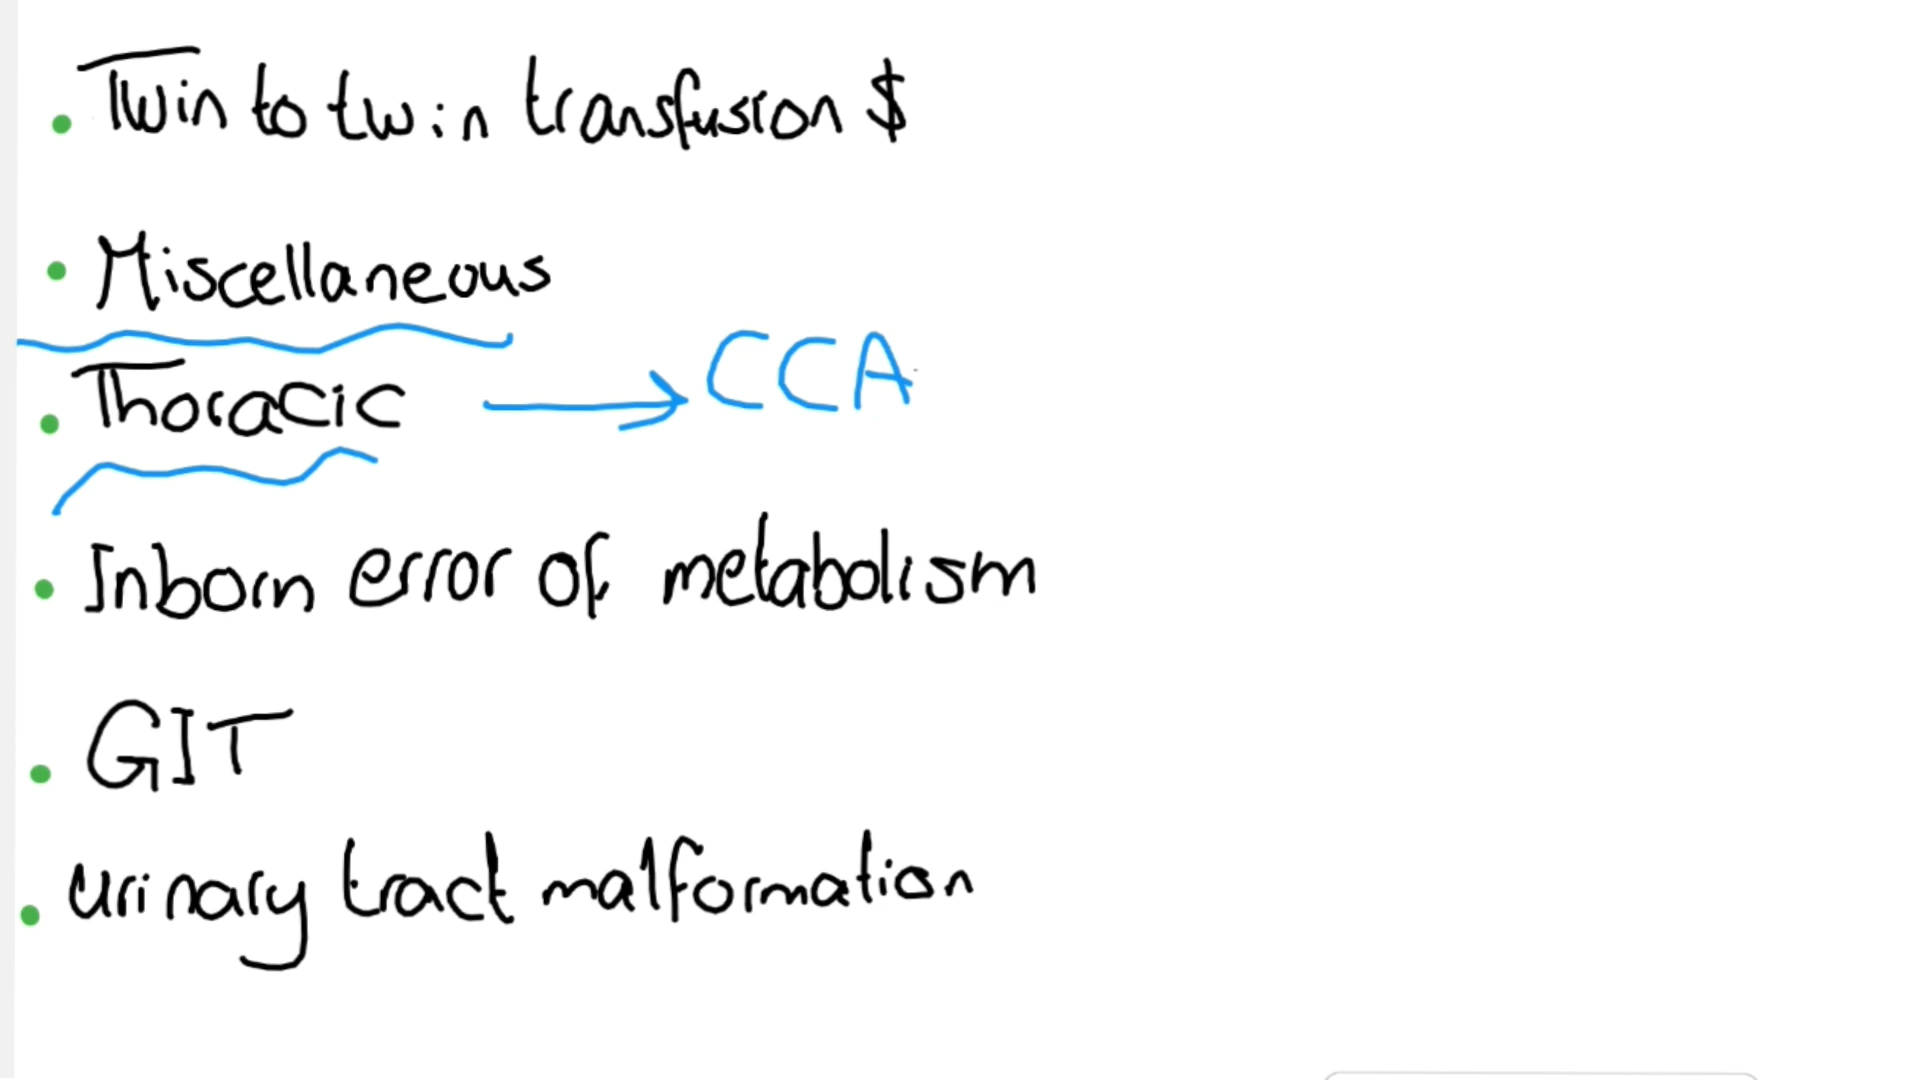 • Twin to twin transfusion $
• Miscellaneous
• Thoracic → CCA
• Inborn error of metabolism
• GIT
• urinary tract malformation